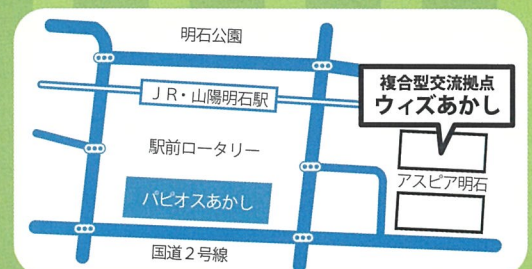 明石公園
JR・山陽明石駅
複合型交流拠点
ウィズあかし
駅前ロータリー
アスピア明石
パピオスあかし
国道2号線